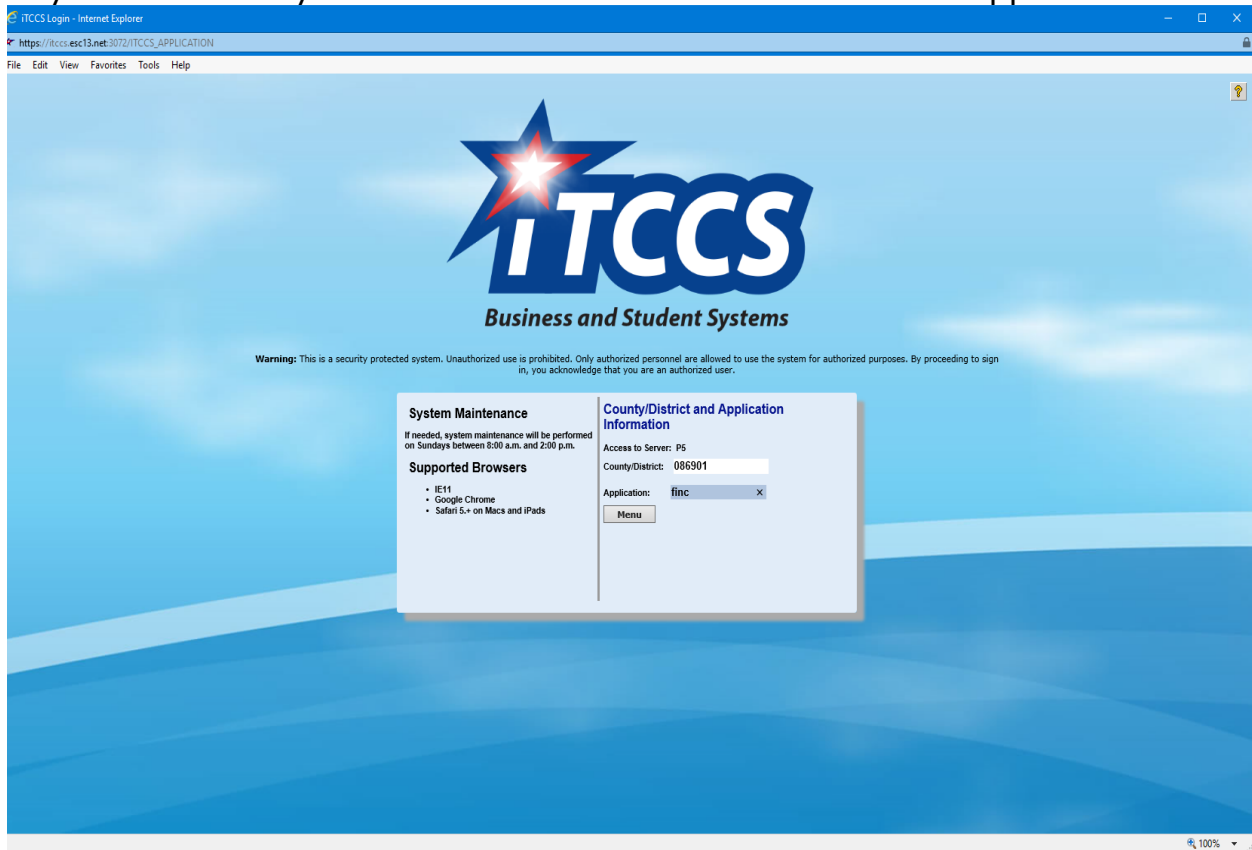 iTCCS Login - Internet Explorer
https://itccs.esc13.net:3072/ITCCS_APPLICATION
File Edit View Favorites Tools Help
iTCCS
Business and Student Systems
Warning: This is a security protected system. Unauthorized use is prohibited. Only authorized personnel are allowed to use the system for authorized purposes. By proceeding to sign
in, you acknowledge that you are an authorized user.
System Maintenance
If needed, system maintenance will be performed
on Sundays between 8:00 a.m. and 2:00 p.m.
Supported Browsers
• IE11
• Google Chrome
• Safari 5.+ on Macs and iPads
County/District and Application
Information
Access to Server: P5
County/District: 086901
Application: finc ×
Menu
100%